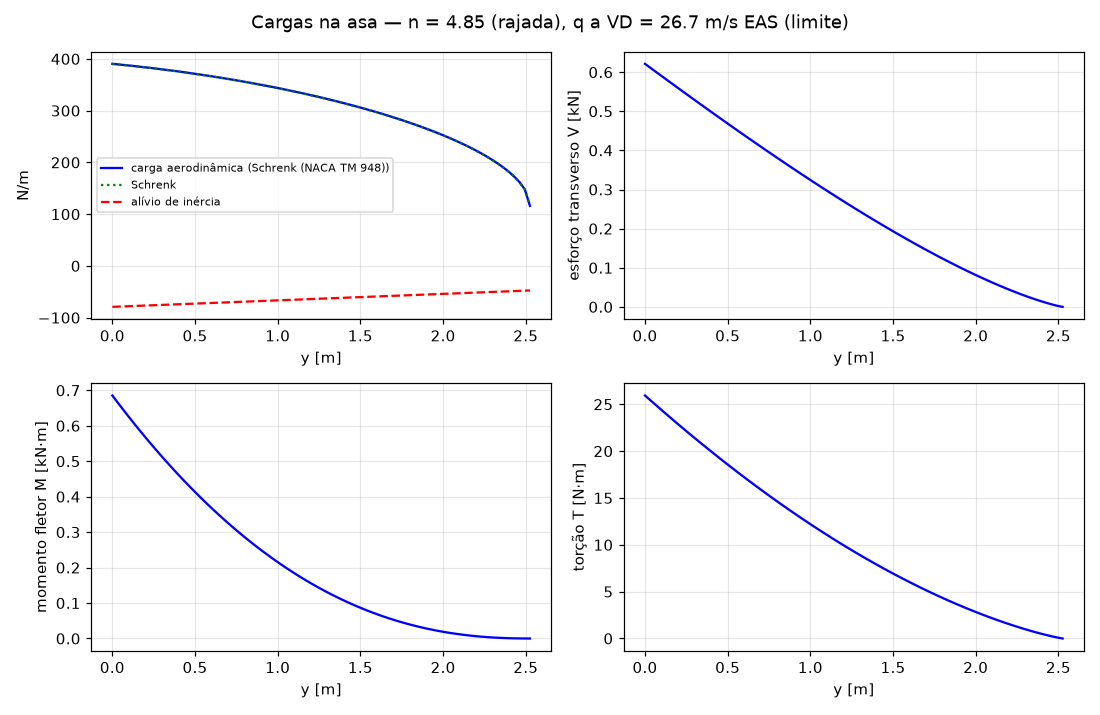 Cargas na asa — n = 4.85 (rajada), q a VD = 26.7 m/s EAS (limite)
400
300
200
100
0
−100
N/m
carga aerodinâmica (Schrenk (NACA TM 948))
Schrenk
alívio de inércia
0.0 0.5 1.0 1.5 2.0 2.5
y [m]
0.6
0.5
0.4
0.3
0.2
0.1
0.0
esforço transverso V [kN]
0.0 0.5 1.0 1.5 2.0 2.5
y [m]
0.7
0.6
0.5
0.4
0.3
0.2
0.1
0.0
momento fletor M [kN·m]
0.0 0.5 1.0 1.5 2.0 2.5
y [m]
25
20
15
10
5
0
torção T [N·m]
0.0 0.5 1.0 1.5 2.0 2.5
y [m]